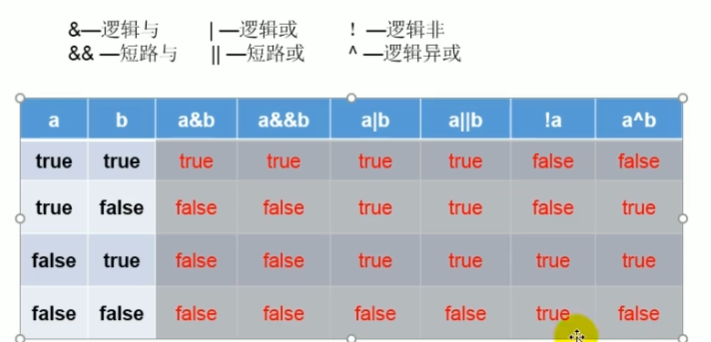 &—逻辑与 | —逻辑或 ! —逻辑非
&& —短路与 || —短路或 ^ —逻辑异或
a b a&b a&&b a|b a||b !a a^b
true true true true true true false false
true false false false true true false true
false true false false true true true true
false false false false false false true false